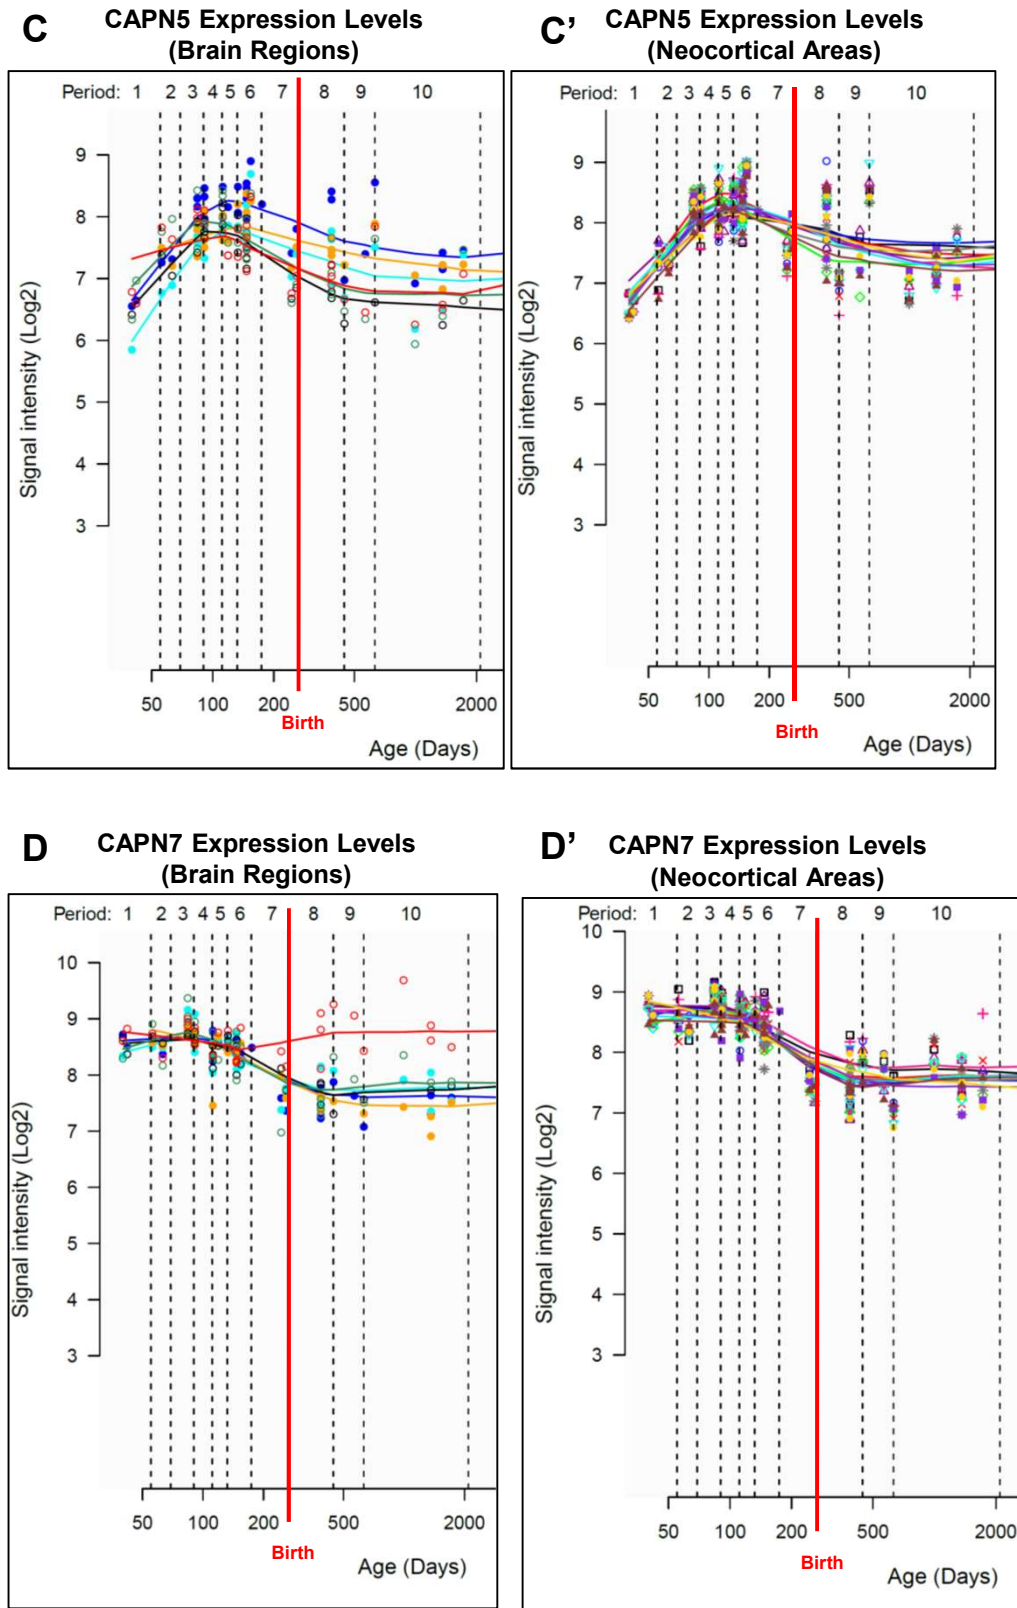 C
CAPN5 Expression Levels
(Brain Regions)
Period: 1 2 3 4 5 6 7 8 9 10
9
8
7
6
5
4
3
Signal intensity (Log2)
50 100 200 500 2000
Birth
Age (Days)
C'
CAPN5 Expression Levels
(Neocortical Areas)
Period: 1 2 3 4 5 6 7 8 9 10
9
8
7
6
5
4
3
Signal intensity (Log2)
50 100 200 500 2000
Birth
Age (Days)
D
CAPN7 Expression Levels
(Brain Regions)
Period: 1 2 3 4 5 6 7 8 9 10
10
9
8
7
6
5
4
3
Signal intensity (Log2)
50 100 200 500 2000
Birth
Age (Days)
D'
CAPN7 Expression Levels
(Neocortical Areas)
Period: 1 2 3 4 5 6 7 8 9 10
10
9
8
7
6
5
4
3
Signal intensity (Log2)
50 100 200 500 2000
Birth
Age (Days)